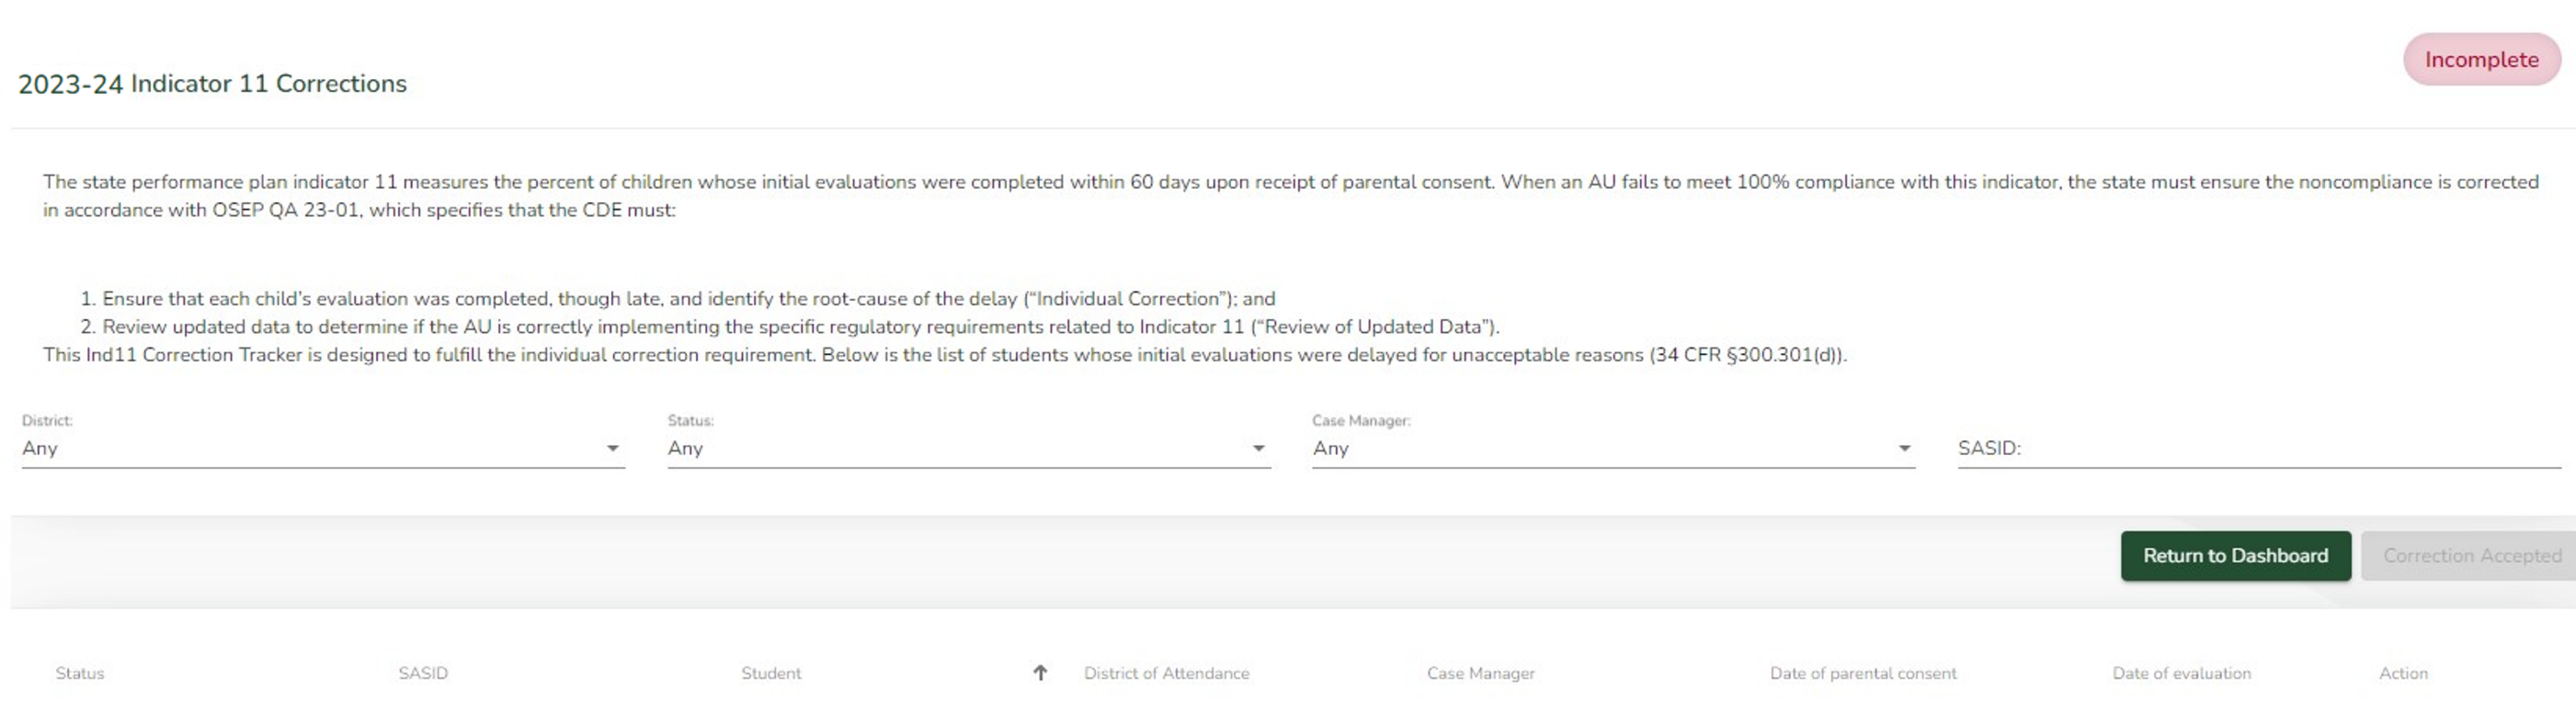 Incomplete
2023-24 Indicator 11 Corrections
The state performance plan indicator 11 measures the percent of children whose initial evaluations were completed within 60 days upon receipt of parental consent. When an AU fails to meet 100% compliance with this indicator, the state must ensure the noncompliance is corrected
in accordance with OSEP QA 23-01, which specifies that the CDE must:
1. Ensure that each child's evaluation was completed, though late, and identify the root-cause of the delay (“Individual Correction”); and
2. Review updated data to determine if the AU is correctly implementing the specific regulatory requirements related to Indicator 11 (“Review of Updated Data”).
This Ind11 Correction Tracker is designed to fulfill the individual correction requirement. Below is the list of students whose initial evaluations were delayed for unacceptable reasons (34 CFR §300.301(d)).
District: Status: Case Manager:
Any Any Any SASID:
Return to Dashboard Correction Accepted
Status SASID Student District of Attendance Case Manager Date of parental consent Date of evaluation Action